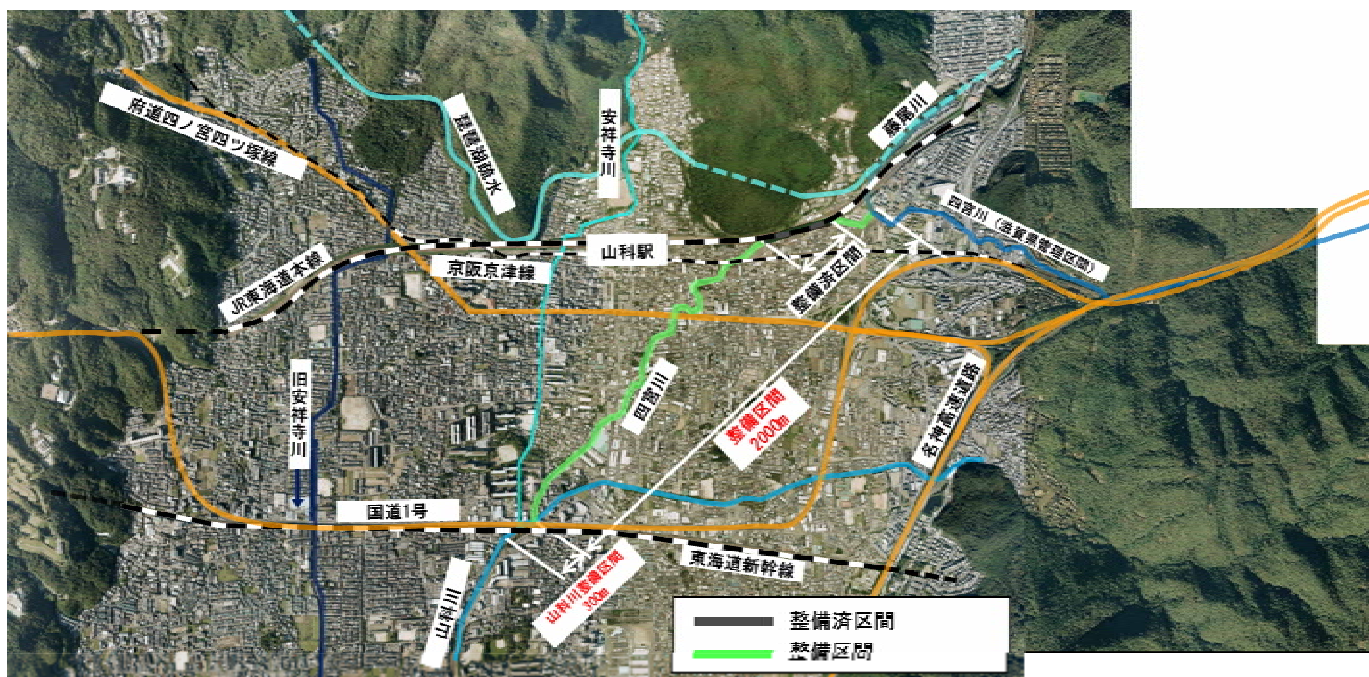 府道四ノ宮四ツ塚線
琵琶湖疏水
安祥寺川
藤尾川
四宮川（滋賀県管理区間）
山科駅
京阪京津線
JR東海道本線
整備済区間
旧安祥寺川
四宮川
整備区間
2000m
名神高速道路
国道1号
東海道新幹線
山科川整備区間
300m
山科川
整備済区間
整備区間